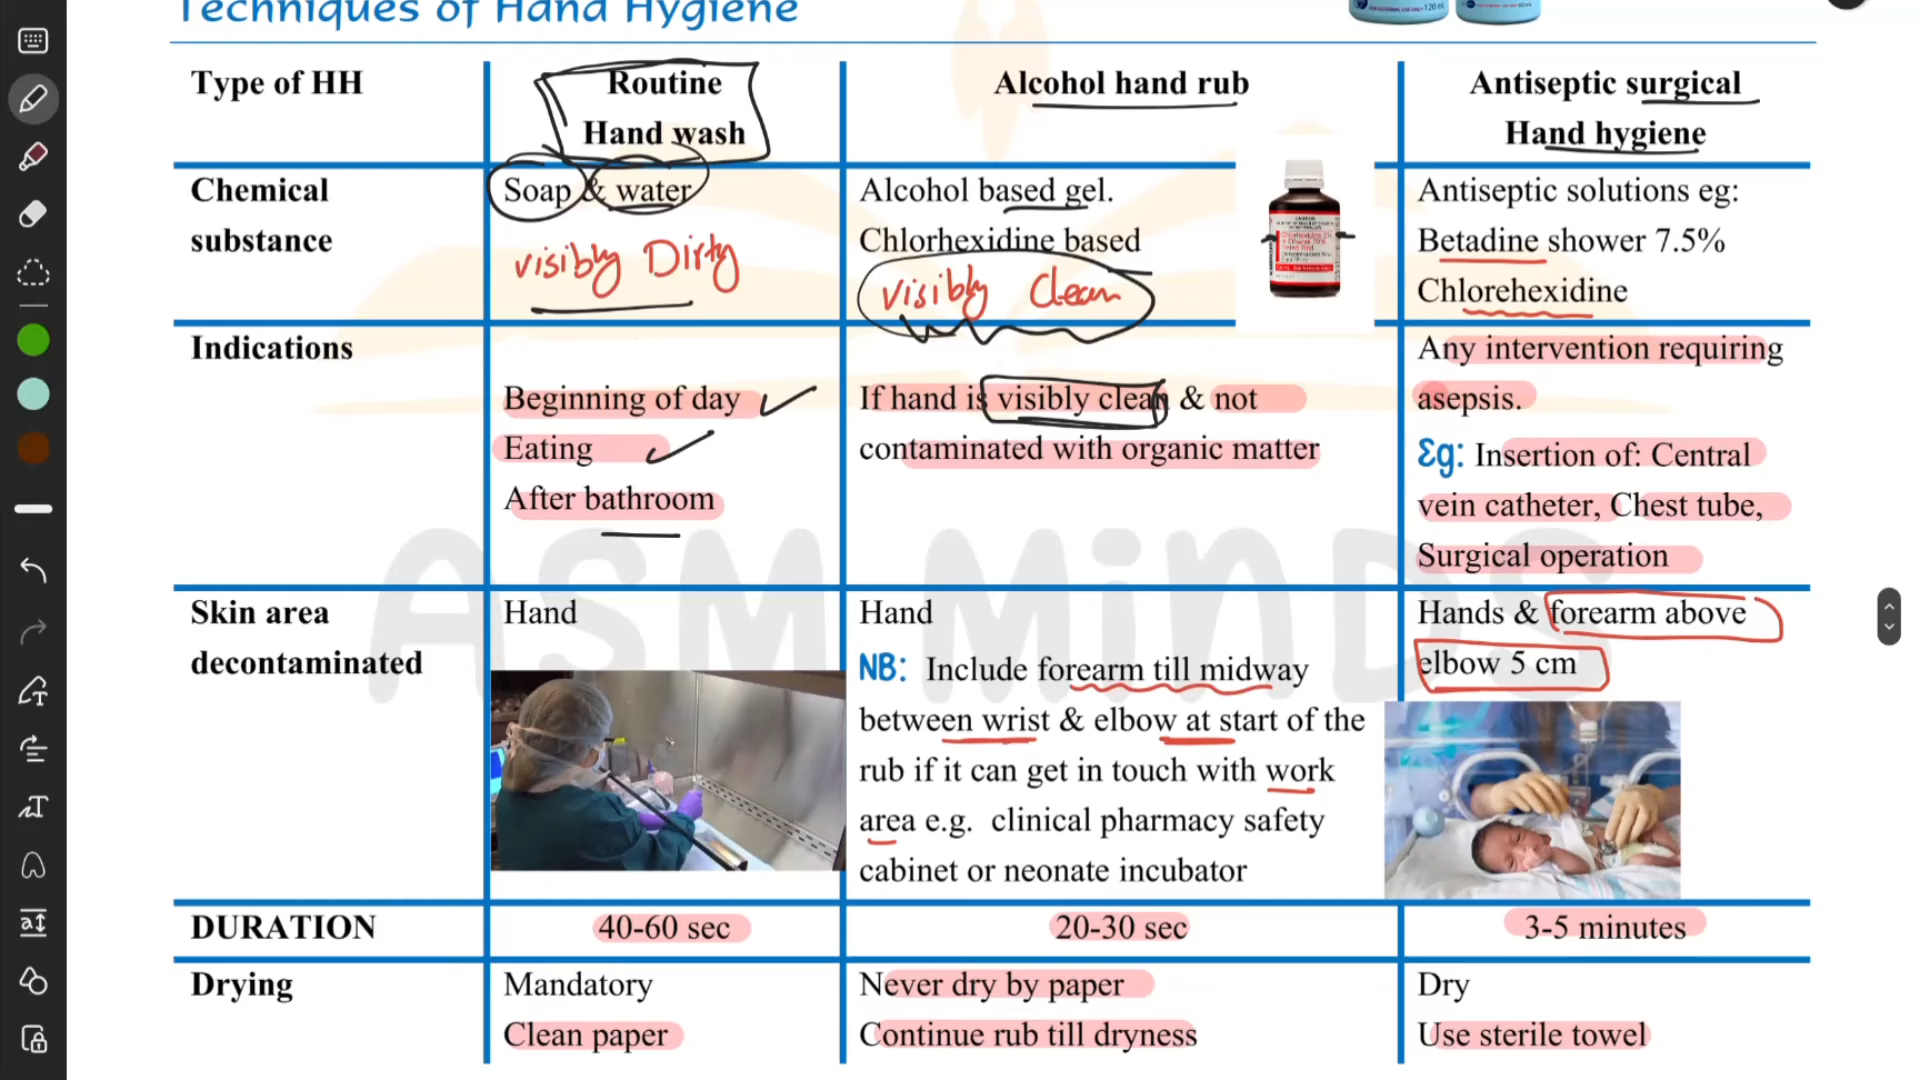 Techniques of Hand Hygiene
Type of HH
Routine
Hand wash
Alcohol hand rub
Antiseptic surgical
Hand hygiene
Chemical
substance
Soap & water
visibly Dirty
Alcohol based gel.
Chlorhexidine based
visibly Clean
Antiseptic solutions eg:
Betadine shower 7.5%
Chlorehexidine
Indications
Beginning of day
Eating
After bathroom
If hand is visibly clean & not
contaminated with organic matter
Any intervention requiring
asepsis.
Eg: Insertion of: Central
vein catheter, Chest tube,
Surgical operation
ASM MiNDS
Skin area
decontaminated
Hand
Hand
NB: Include forearm till midway
between wrist & elbow at start of the
rub if it can get in touch with work
area e.g. clinical pharmacy safety
cabinet or neonate incubator
Hands & forearm above
elbow 5 cm
DURATION
40-60 sec
20-30 sec
3-5 minutes
Drying
Mandatory
Clean paper
Never dry by paper
Continue rub till dryness
Dry
Use sterile towel